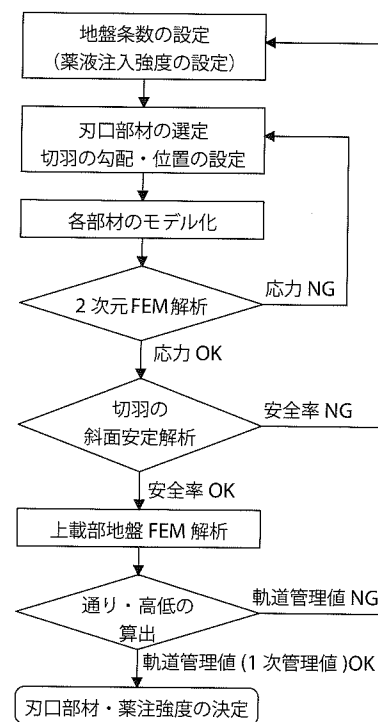 地盤条数の設定
（薬液注入強度の設定）
刃口部材の選定
切羽の勾配・位置の設定
各部材のモデル化
2次元FEM解析
応力 NG
応力 OK
切羽の
斜面安定解析
安全率 NG
安全率 OK
上載部地盤 FEM 解析
通り・高低の
算出
軌道管理値 NG
軌道管理値(1次管理値)OK
刃口部材・薬注強度の決定